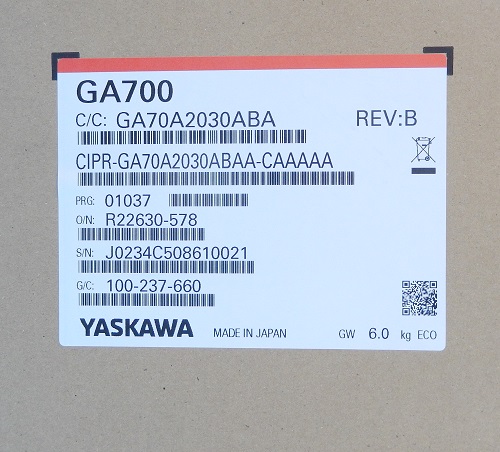 GA700
C/C: GA70A2030ABA REV:B
CIPR-GA70A2030ABAA-CAAAAA
PRG: 01037
O/N: R22630-578
S/N: J0234C508610021
G/C: 100-237-660
YASKAWA MADE IN JAPAN GW 6.0 kg ECO